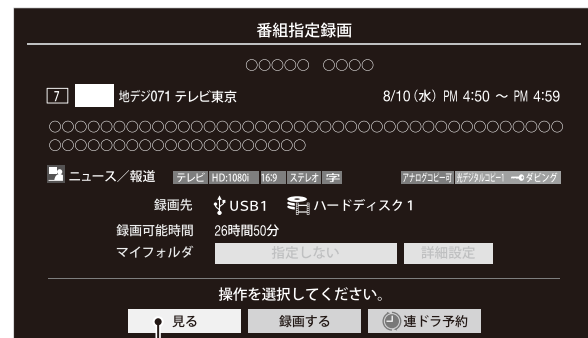 番組指定録画
○○○○○ ○○○○
7 地デジ071 テレビ東京 8/10(水) PM 4:50 ～ PM 4:59
○○○○○○○○○○○○○○○○○○○○○○○○○○○○○○○○○○○○○○○○
○○○○○○○○○○○○○○○○○○○○
ニュース／報道 テレビ HD:1080i 16:9 ステレオ 字 アナログコピー可 光デジタルコピー1 ダビング
録画先 USB1 ハードディスク1
録画可能時間 26時間50分
マイフォルダ 指定しない 詳細設定
操作を選択してください。
見る 録画する 連ドラ予約